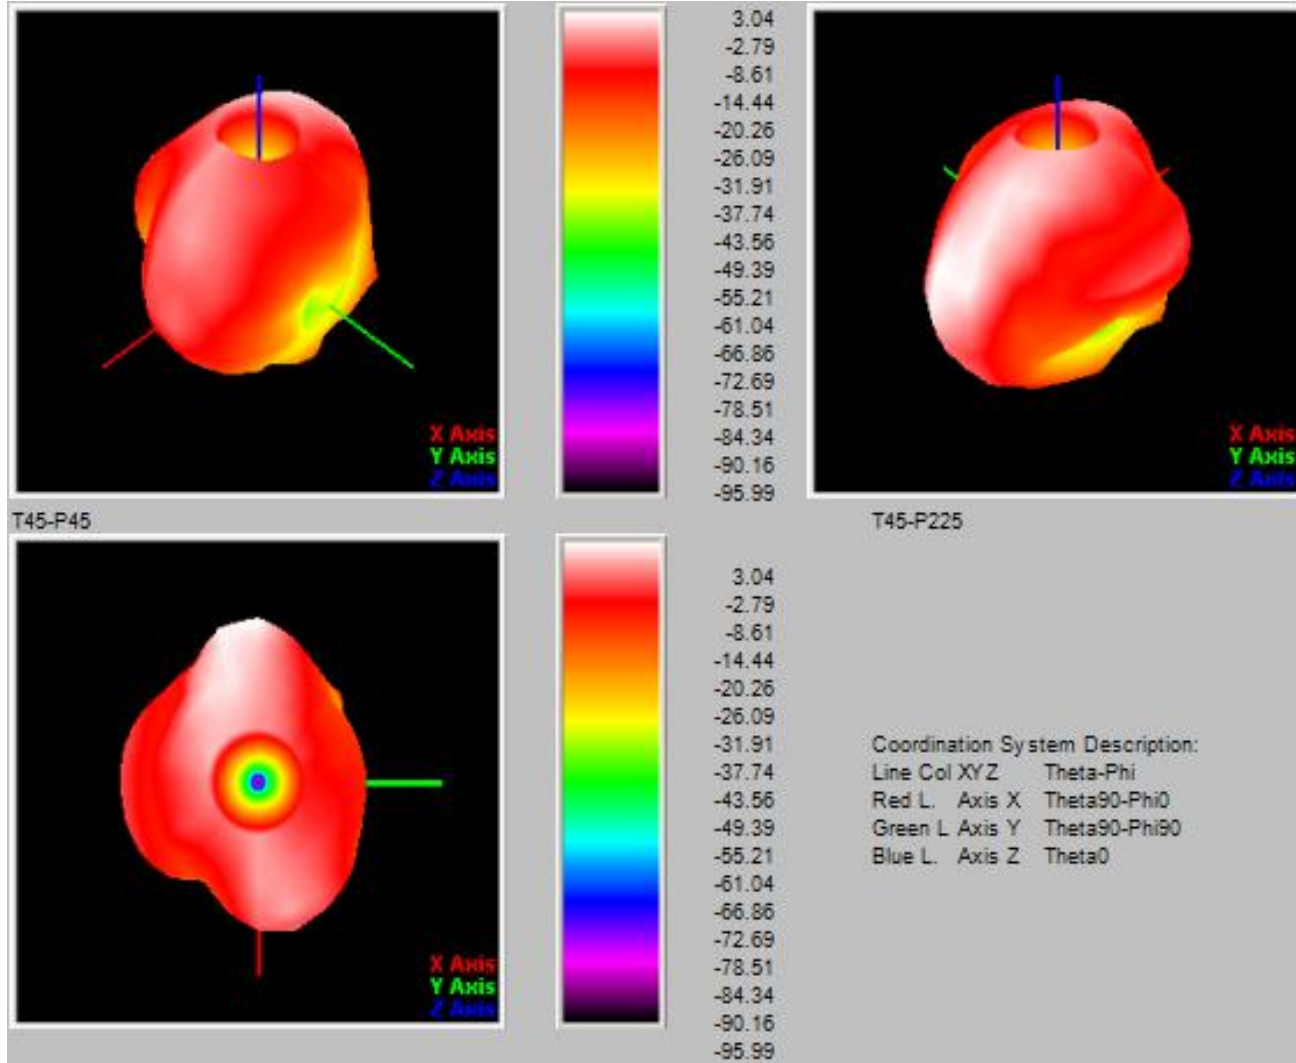 3.04
-2.79
-8.61
-14.44
-20.26
-26.09
-31.91
-37.74
-43.56
-49.39
-55.21
-61.04
-66.86
-72.69
-78.51
-84.34
-90.16
-95.99
X Axis
Y Axis
Z Axis
X Axis
Y Axis
Z Axis
T45-P45
T45-P225
3.04
-2.79
-8.61
-14.44
-20.26
-26.09
-31.91
-37.74
-43.56
-49.39
-55.21
-61.04
-66.86
-72.69
-78.51
-84.34
-90.16
-95.99
X Axis
Y Axis
Z Axis
Coordination System Description:
Line Col XYZ Theta-Phi
Red L. Axis X Theta90-Phi0
Green L Axis Y Theta90-Phi90
Blue L. Axis Z Theta0